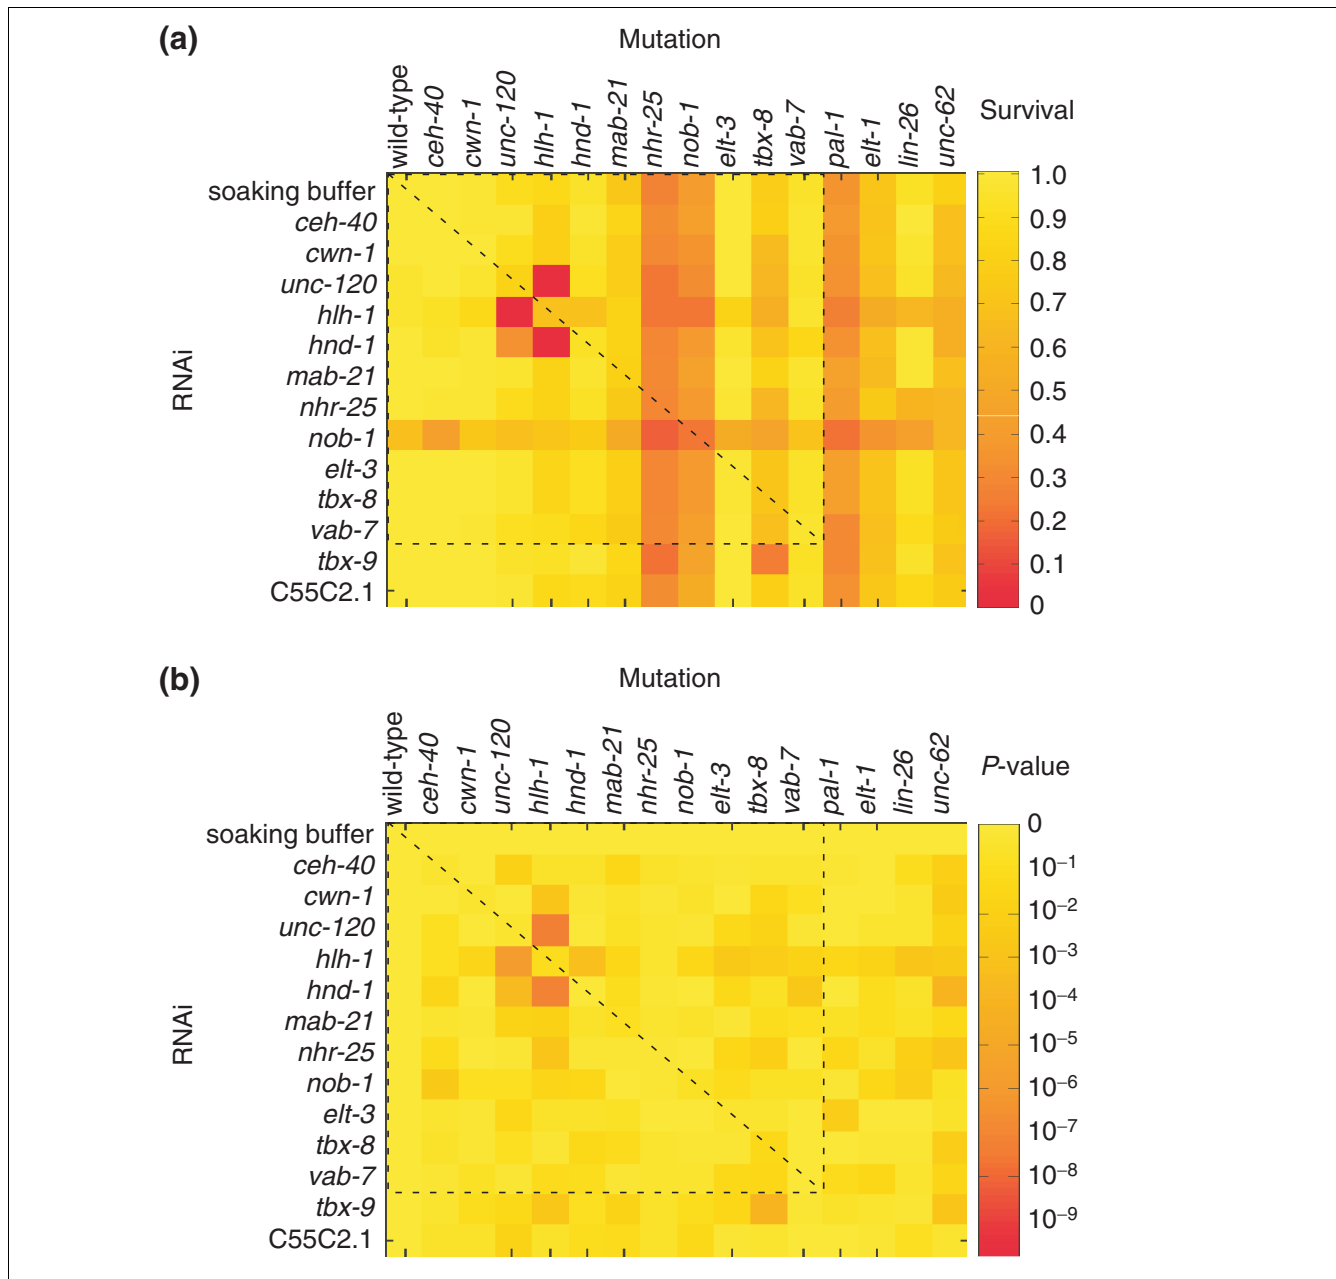 (a)
Mutation
wild-type
ceh-40
cwn-1
unc-120
hlh-1
hnd-1
mab-21
nhr-25
nob-1
elt-3
tbx-8
vab-7
pal-1
elt-1
lin-26
unc-62
Survival
RNAi
soaking buffer
ceh-40
cwn-1
unc-120
hlh-1
hnd-1
mab-21
nhr-25
nob-1
elt-3
tbx-8
vab-7
tbx-9
C55C2.1
1.0
0.9
0.8
0.7
0.6
0.5
0.4
0.3
0.2
0.1
0
(b)
Mutation
wild-type
ceh-40
cwn-1
unc-120
hlh-1
hnd-1
mab-21
nhr-25
nob-1
elt-3
tbx-8
vab-7
pal-1
elt-1
lin-26
unc-62
P-value
RNAi
soaking buffer
ceh-40
cwn-1
unc-120
hlh-1
hnd-1
mab-21
nhr-25
nob-1
elt-3
tbx-8
vab-7
tbx-9
C55C2.1
0
10⁻¹
10⁻²
10⁻³
10⁻⁴
10⁻⁵
10⁻⁶
10⁻⁷
10⁻⁸
10⁻⁹